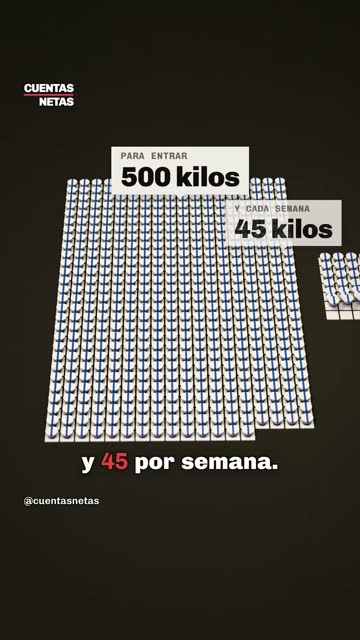 CUENTAS
NETAS
PARA ENTRAR
500 kilos
Y CADA SEMANA
45 kilos
y 45 por semana.
@cuentasnetas